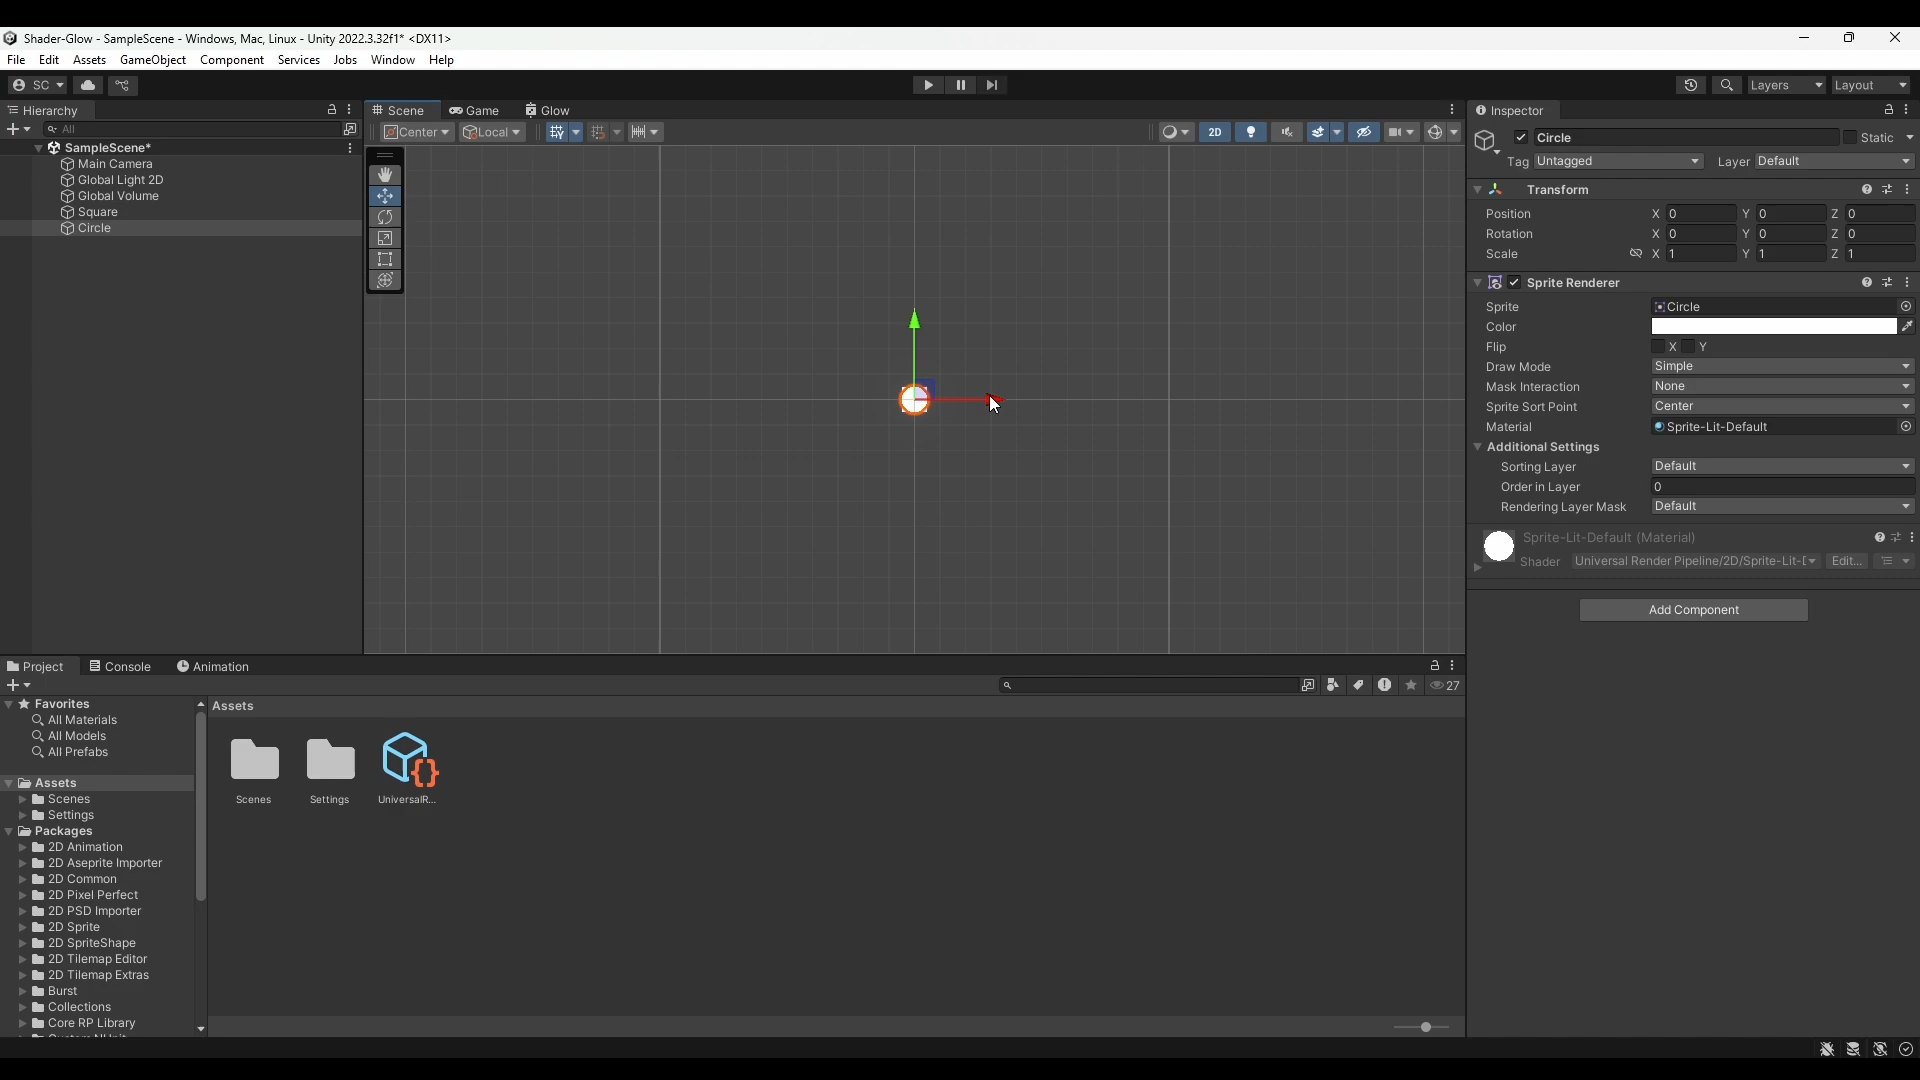 Shader-Glow - SampleScene - Windows, Mac, Linux - Unity 2022.3.32f1* <DX11>
File Edit Assets GameObject Component Services Jobs Window Help
SC
Layers Layout
Hierarchy
All
SampleScene*
Main Camera
Global Light 2D
Global Volume
Square
Circle
Scene Game Glow
Center Local 2D
Inspector
Circle Static
Tag Untagged Layer Default
Transform
Position X 0 Y 0 Z 0
Rotation X 0 Y 0 Z 0
Scale X 1 Y 1 Z 1
Sprite Renderer
Sprite Circle
Color
Flip X Y
Draw Mode Simple
Mask Interaction None
Sprite Sort Point Center
Material Sprite-Lit-Default
Additional Settings
Sorting Layer Default
Order in Layer 0
Rendering Layer Mask Default
Sprite-Lit-Default (Material)
Shader Universal Render Pipeline/2D/Sprite-Lit-D Edit...
Add Component
Project Console Animation
27
Favorites
All Materials
All Models
All Prefabs
Assets
Scenes
Settings
Packages
2D Animation
2D Aseprite Importer
2D Common
2D Pixel Perfect
2D PSD Importer
2D Sprite
2D SpriteShape
2D Tilemap Editor
2D Tilemap Extras
Burst
Collections
Core RP Library
Assets
Scenes Settings UniversalR...